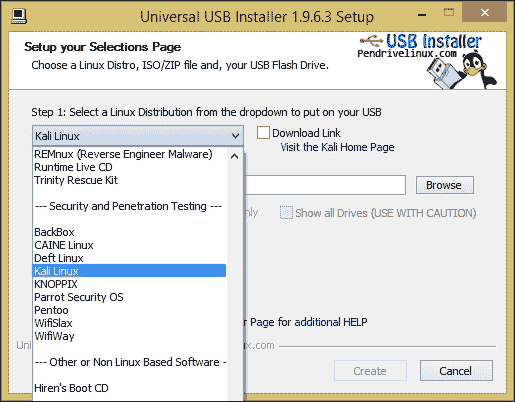 Universal USB Installer 1.9.6.3 Setup
Setup your Selections Page
Choose a Linux Distro, ISO/ZIP file and, your USB Flash Drive.
USB Installer
Pendrivelinux.com
Step 1: Select a Linux Distribution from the dropdown to put on your USB
Kali Linux
Download Link
Visit the Kali Home Page
REMnux (Reverse Engineer Malware)
Runtime Live CD
Trinity Rescue Kit
Browse
--- Security and Penetration Testing ---
Show all Drives (USE WITH CAUTION)
BackBox
CAINE Linux
Deft Linux
Kali Linux
KNOPPIX
Parrot Security OS
Pentoo
WifiSlax
Page for additional HELP
WifiWay
--- Other or Non Linux Based Software -
Create
Cancel
Hiren's Boot CD